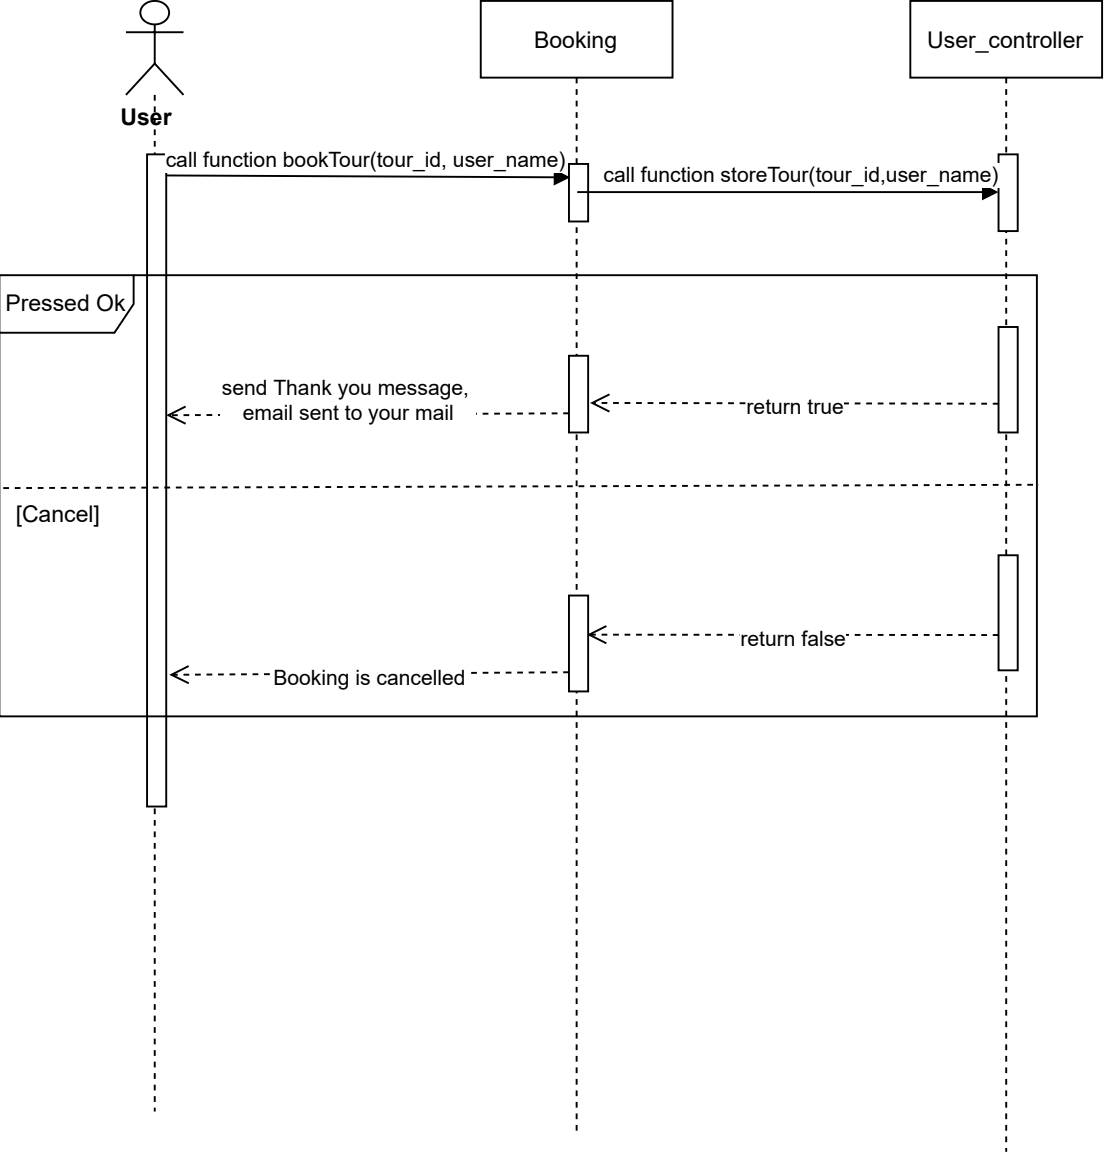 User
Booking
User_controller
call function bookTour(tour_id, user_name)
call function storeTour(tour_id,user_name)
Pressed Ok
send Thank you message,
email sent to your mail
return true
[Cancel]
return false
Booking is cancelled